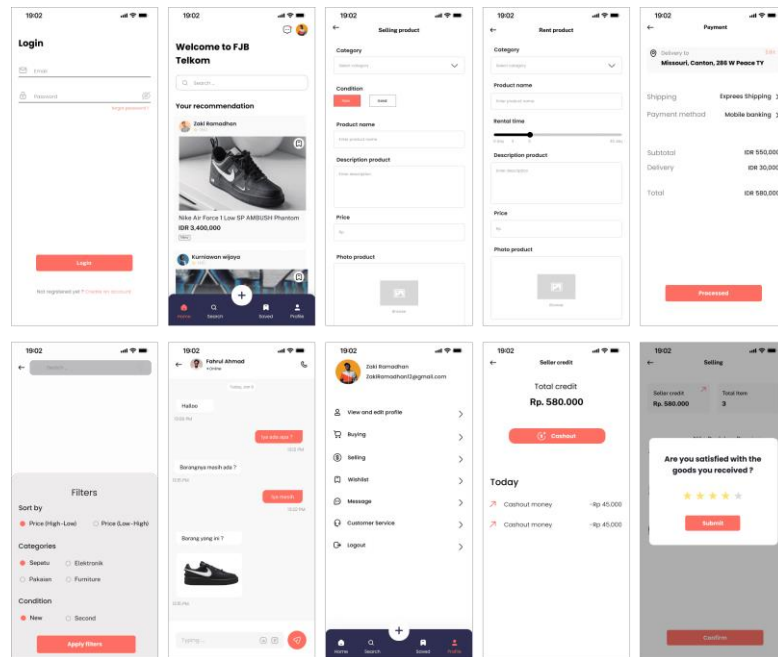 19:02
Login
Email
Password
Forgot password?
Login
Not registered yet ? Create an account
19:02
Welcome to FJB
Telkom
Search ...
Your recommendation
Zaki Ramadhan
Nike Air Force 1 Low SP AMBUSH Phantom
IDR 3,400,000
Kurniawan wijaya
Home
Search
Saved
Profile
19:02
Selling product
Category
Select category
Condition
Product name
Enter product name
Description product
Enter description
Price
Rp
Photo product
Browse
19:02
Rent product
Category
Select category
Product name
Enter product name
Rental time
Description product
Enter description
Price
Rp
Photo product
Browse
19:02
Payment
Delivery to
Edit
Missouri, Canton, 286 W Peace TY
Shipping
Exprees Shipping
Payment method
Mobile banking
Subtotal
IDR 550,000
Delivery
IDR 30,000
Total
IDR 580,000
Processed
19:02
Search ...
Filters
Sort by
Price (High-Low)
Price (Low-High)
Categories
Sepatu
Elektronik
Pakaian
Furniture
Condition
New
Second
Apply filters
19:02
Fahrul Ahmad
Online
Halloo
iya ada apa ?
Barangnya masih ada ?
iya masih
Barang yang ini ?
Typing ...
19:02
Zaki Ramadhan
ZakiRamadhan12@gmail.com
View and edit profile
Buying
Selling
Wishlist
Message
Customer Service
Logout
Home
Search
Saved
Profile
19:02
Seller credit
Total credit
Rp. 580.000
Cashout
Today
Cashout money
-Rp 45.000
Cashout money
-Rp 45.000
19:02
Selling
Seller credit
Rp. 580.000
Total Item
3
Are you satisfied with the
goods you received ?
Submit
Confirm